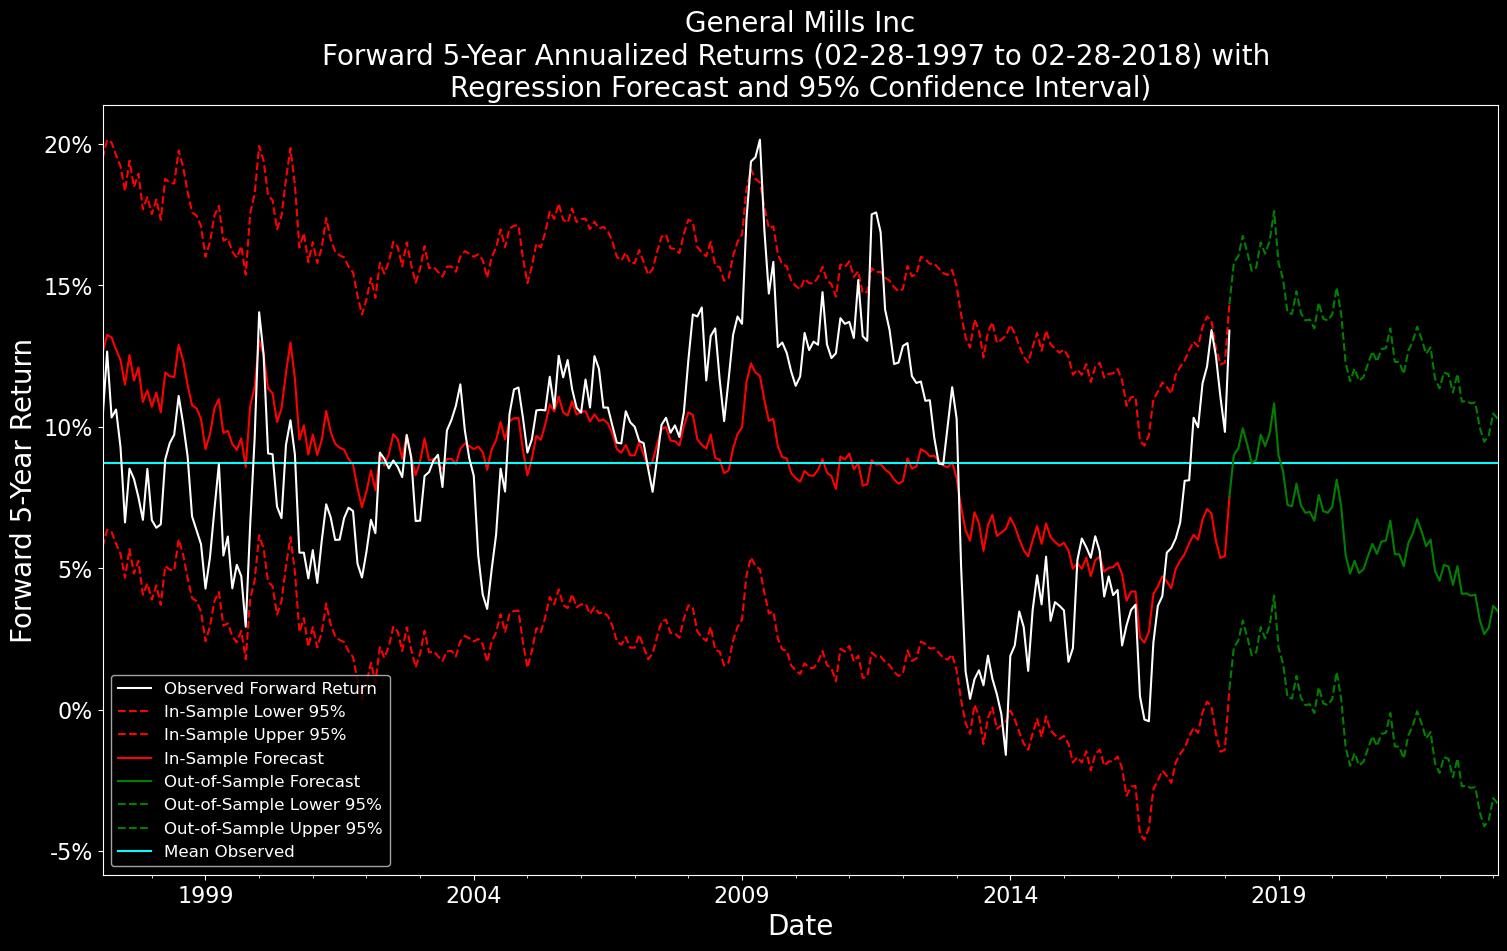 General Mills Inc
Forward 5-Year Annualized Returns (02-28-1997 to 02-28-2018) with
Regression Forecast and 95% Confidence Interval)
Forward 5-Year Return
20%
15%
10%
5%
0%
-5%
Observed Forward Return
In-Sample Lower 95%
In-Sample Upper 95%
In-Sample Forecast
Out-of-Sample Forecast
Out-of-Sample Lower 95%
Out-of-Sample Upper 95%
Mean Observed
1999
2004
2009
2014
2019
Date